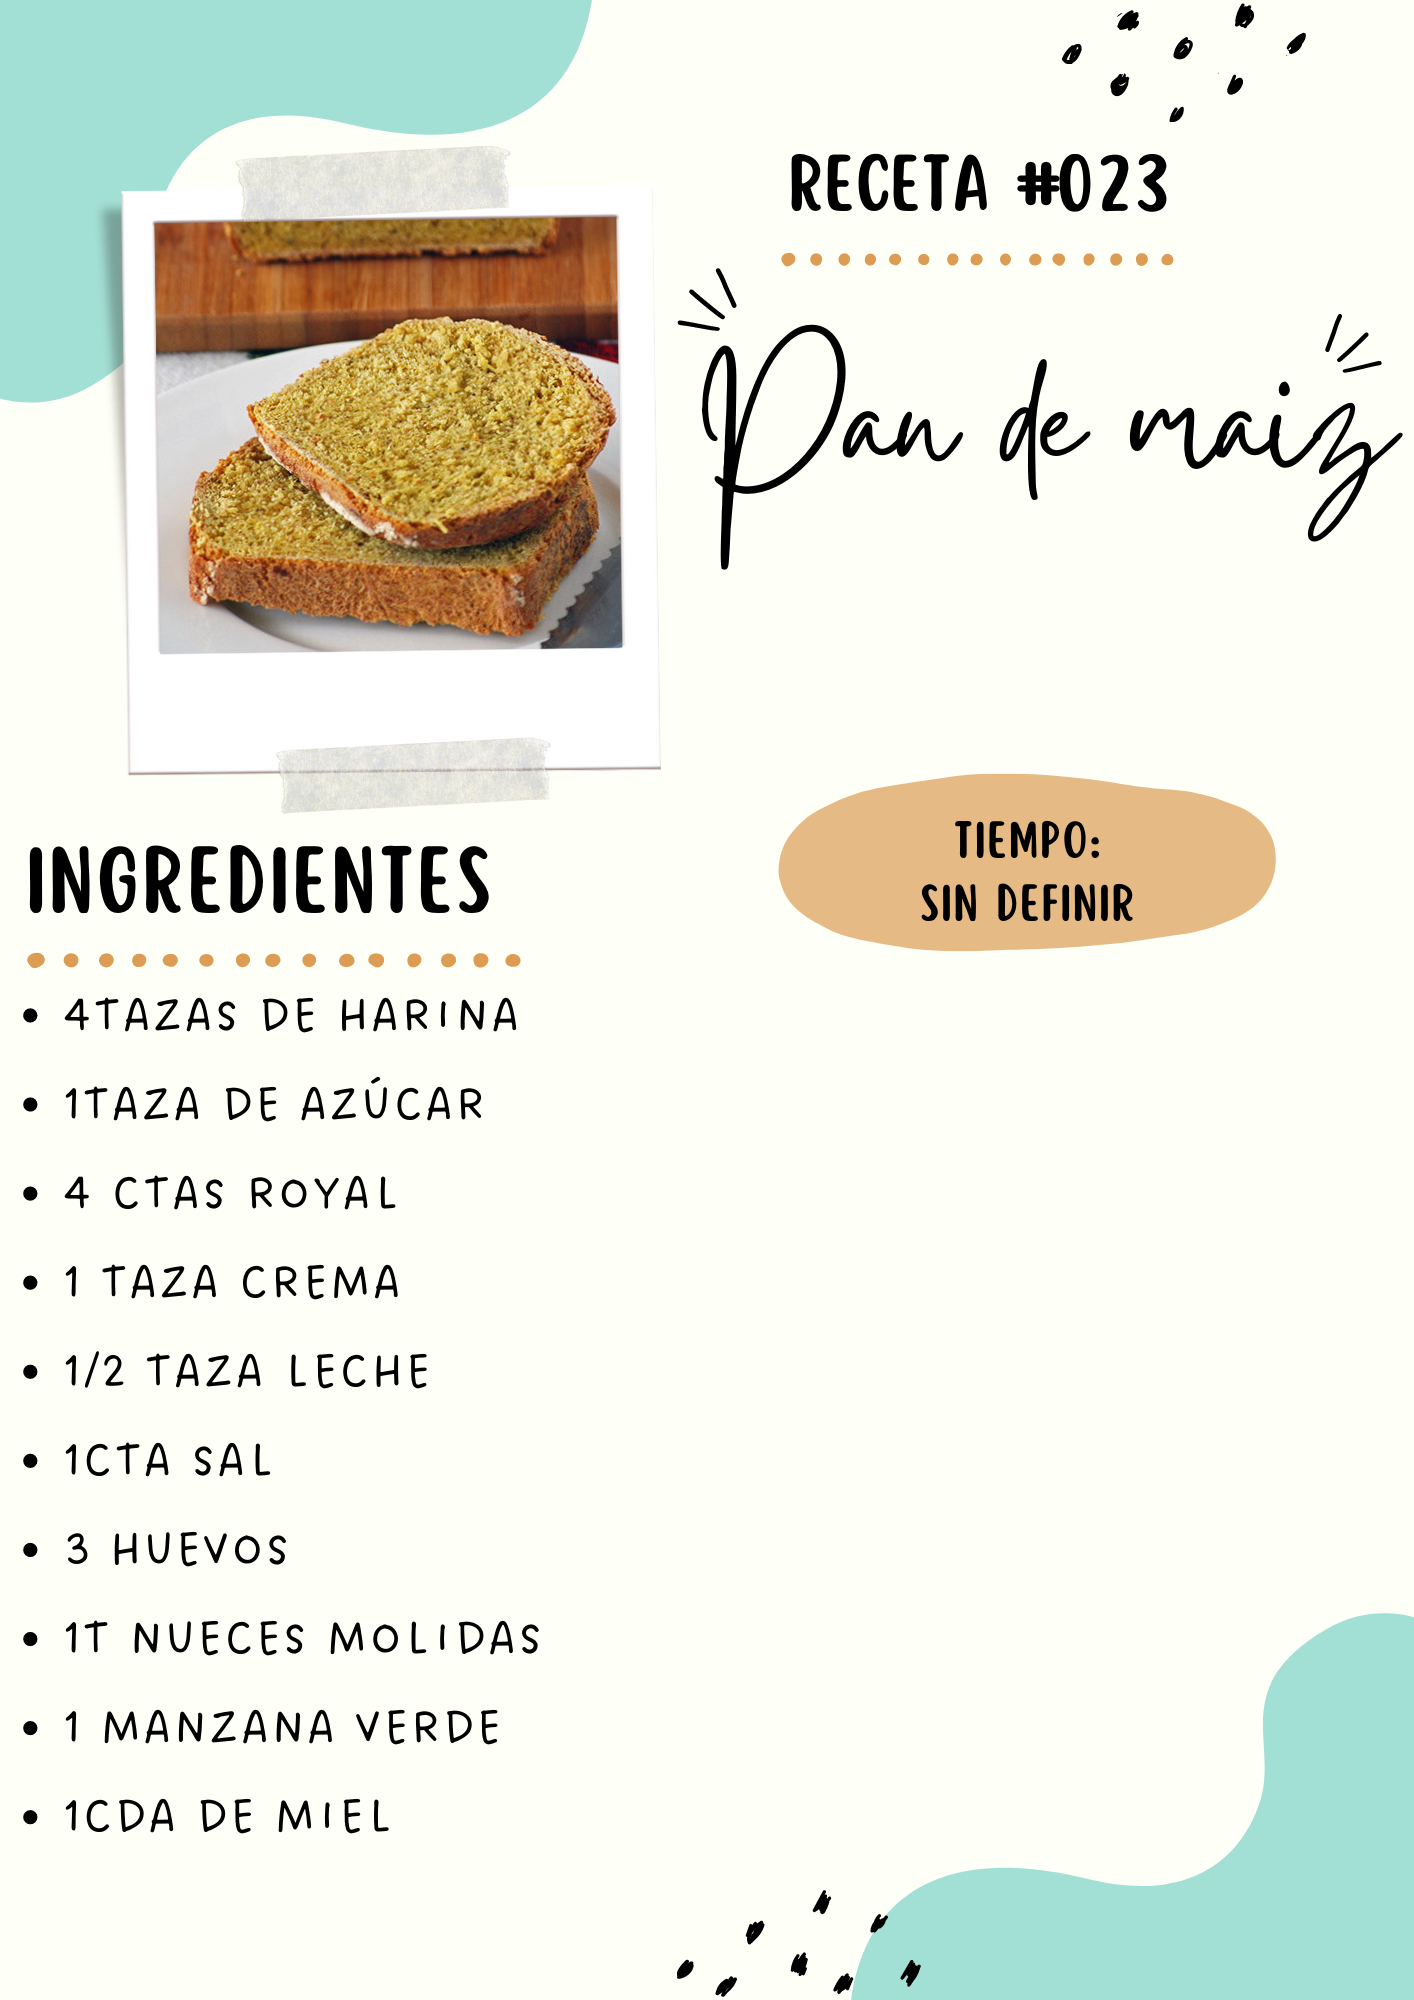 RECETA #023
Pan de maiz
TIEMPO:
SIN DEFINIR
INGREDIENTES
• 4TAZAS DE HARINA
• 1TAZA DE AZÚCAR
• 4 CTAS ROYAL
• 1 TAZA CREMA
• 1/2 TAZA LECHE
• 1CTA SAL
• 3 HUEVOS
• 1T NUECES MOLIDAS
• 1 MANZANA VERDE
• 1CDA DE MIEL